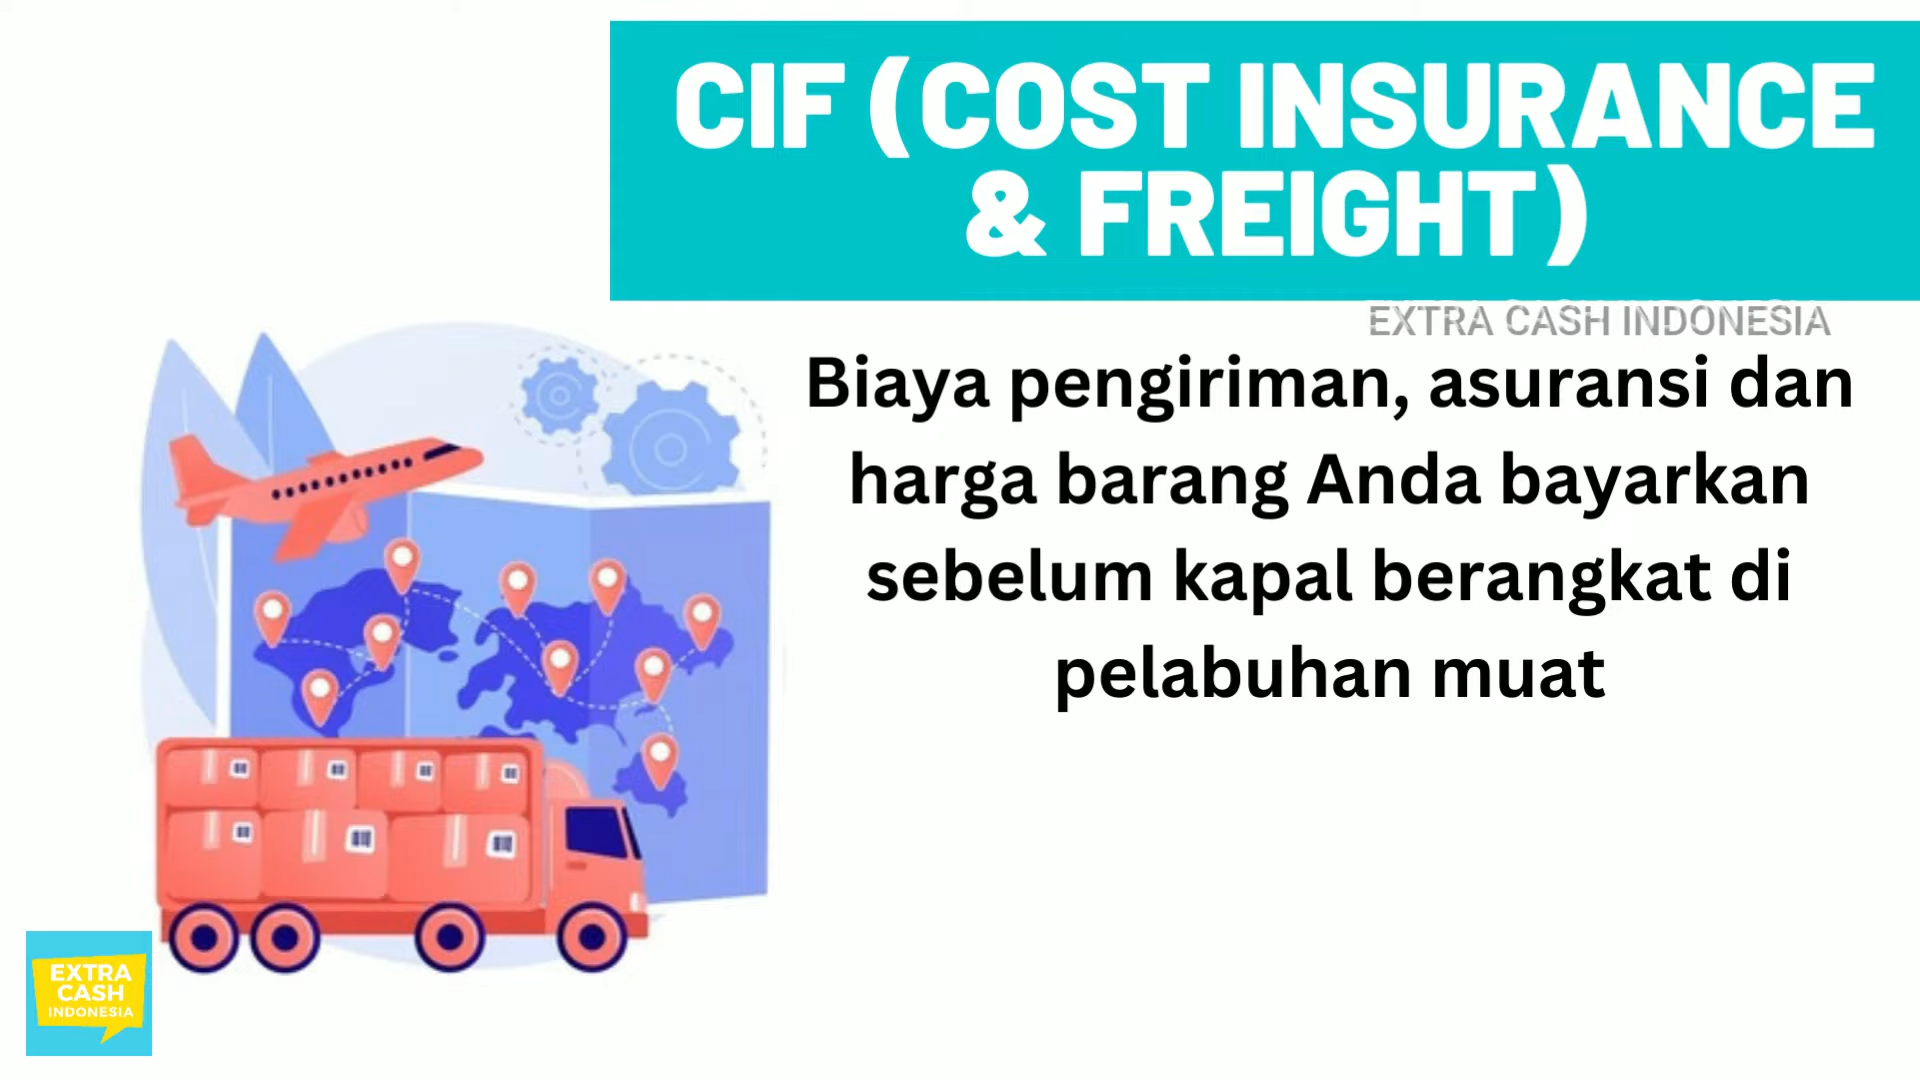 CIF (COST INSURANCE
& FREIGHT)
EXTRA CASH INDONESIA
Biaya pengiriman, asuransi dan
harga barang Anda bayarkan
sebelum kapal berangkat di
pelabuhan muat
EXTRA
CASH
INDONESIA